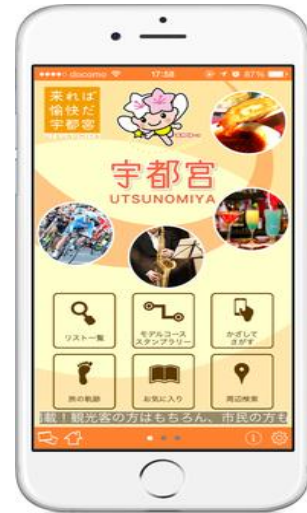 docomo 17:58 87%
来れば
愉快だ
宇都宮
宇都宮
UTSUNOMIYA
リスト一覧
モデルコース
スタンプラリー
かざして
さがす
旅の軌跡
お気に入り
周辺検索
載！観光客の方はもちろん、市民の方も